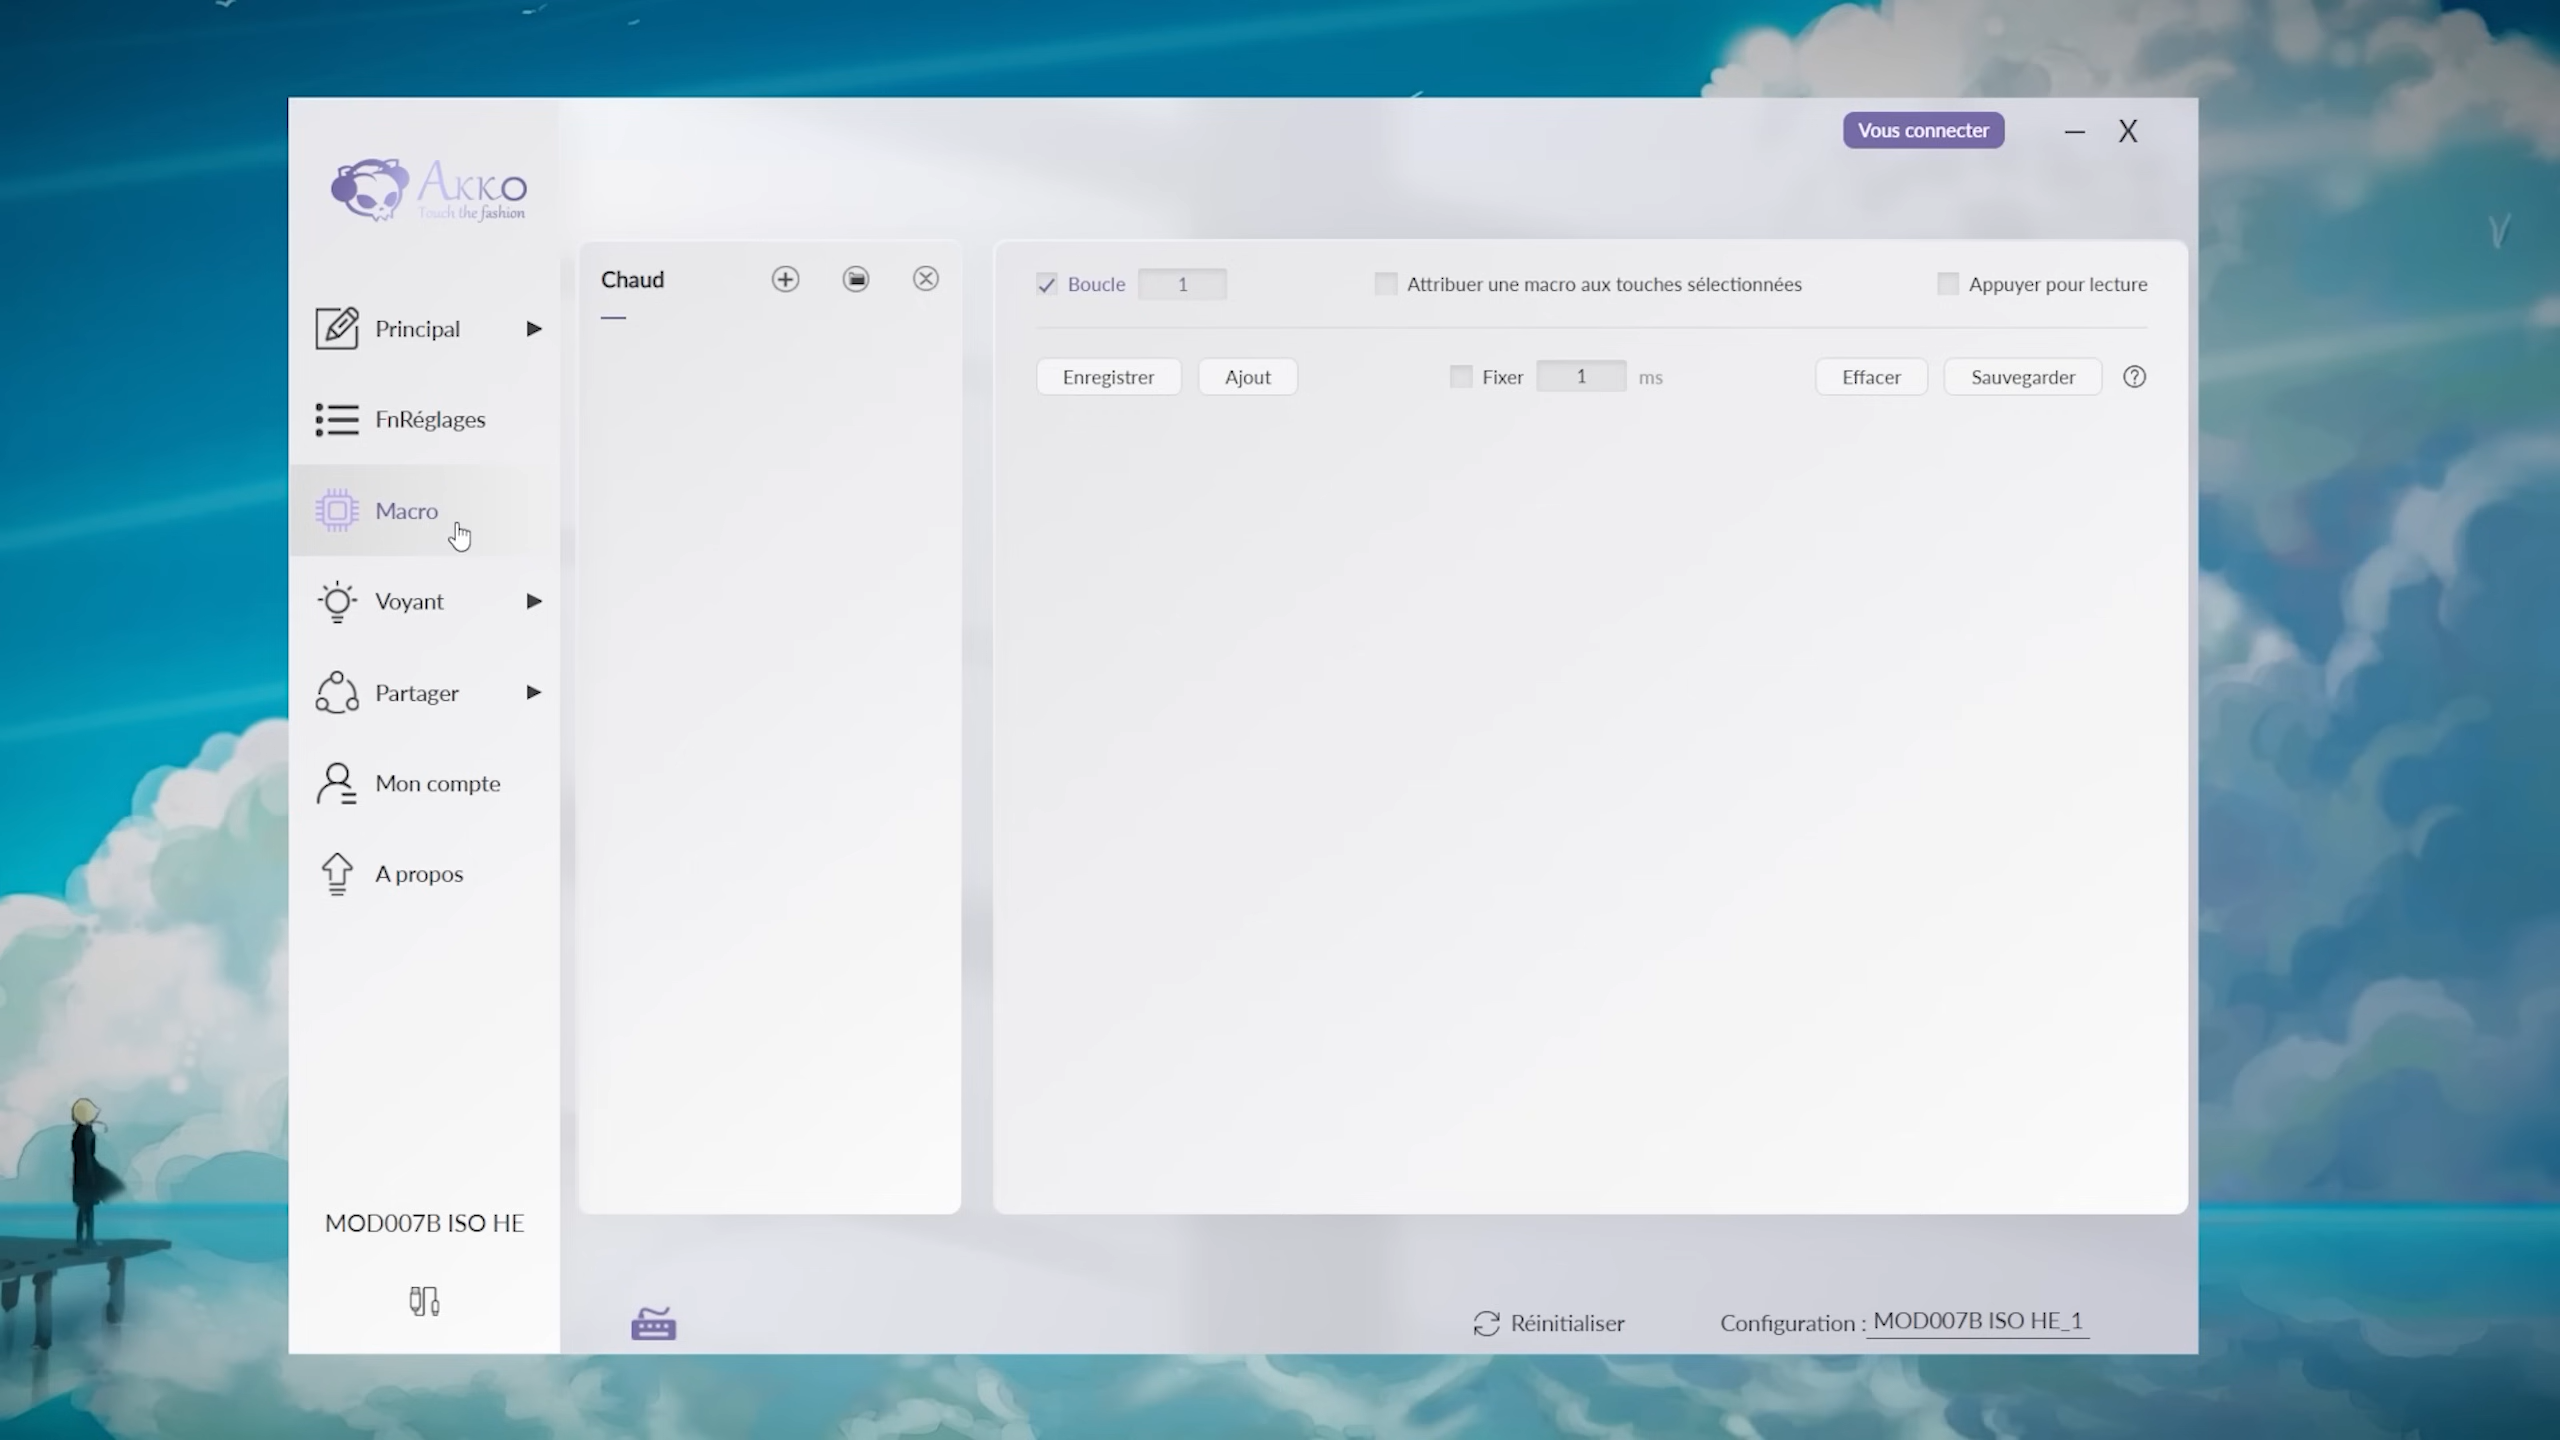 Akko
Touch the fashion
Vous connecter
X
Principal
FnRéglages
Macro
Voyant
Partager
Mon compte
A propos
MOD007B ISO HE
Chaud
Boucle 1
Attribuer une macro aux touches sélectionnées
Appuyer pour lecture
Enregistrer
Ajout
Fixer 1 ms
Effacer
Sauvegarder
?
Réinitialiser
Configuration : MOD007B ISO HE_1